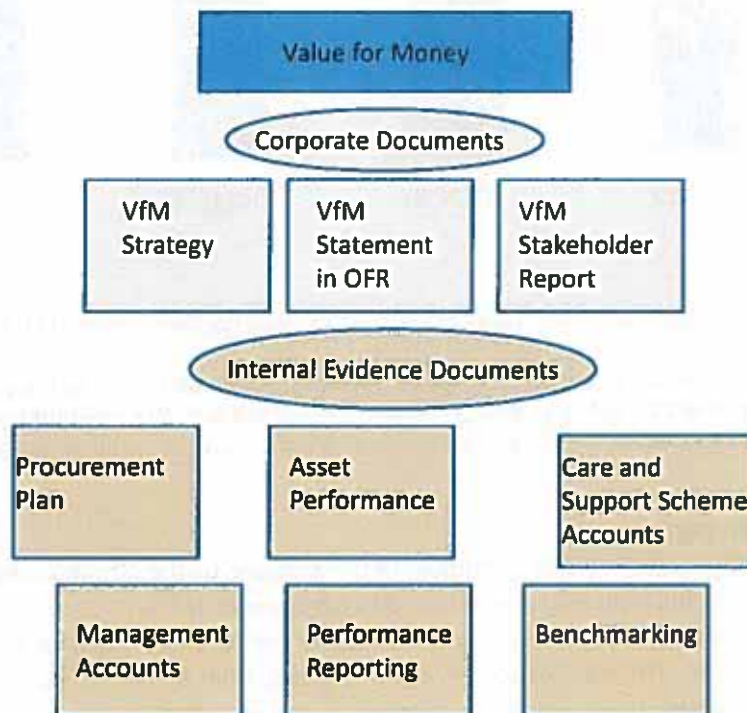 Value for Money
Corporate Documents
VfM
Strategy
VfM
Statement
in OFR
VfM
Stakeholder
Report
Internal Evidence Documents
Procurement
Plan
Asset
Performance
Care and
Support Scheme
Accounts
Management
Accounts
Performance
Reporting
Benchmarking